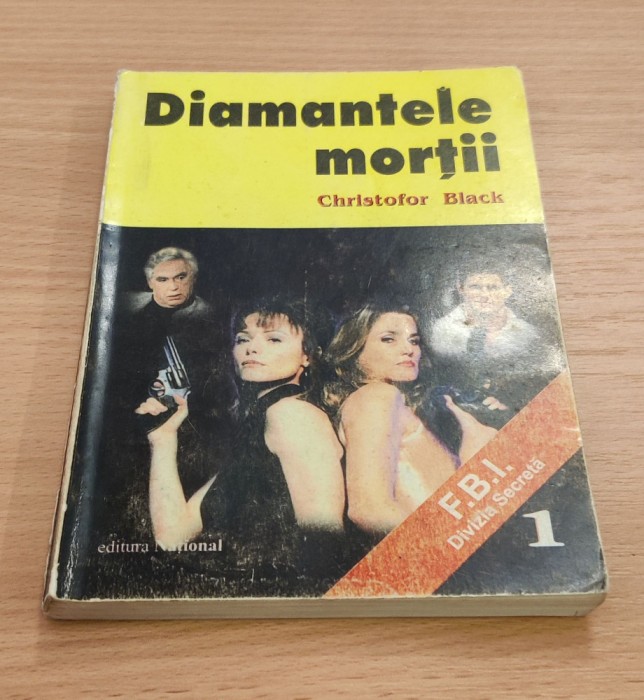 Diamantele
morții
Christofor Black
F.B.I.
Divizia Secretă
1
editura Național